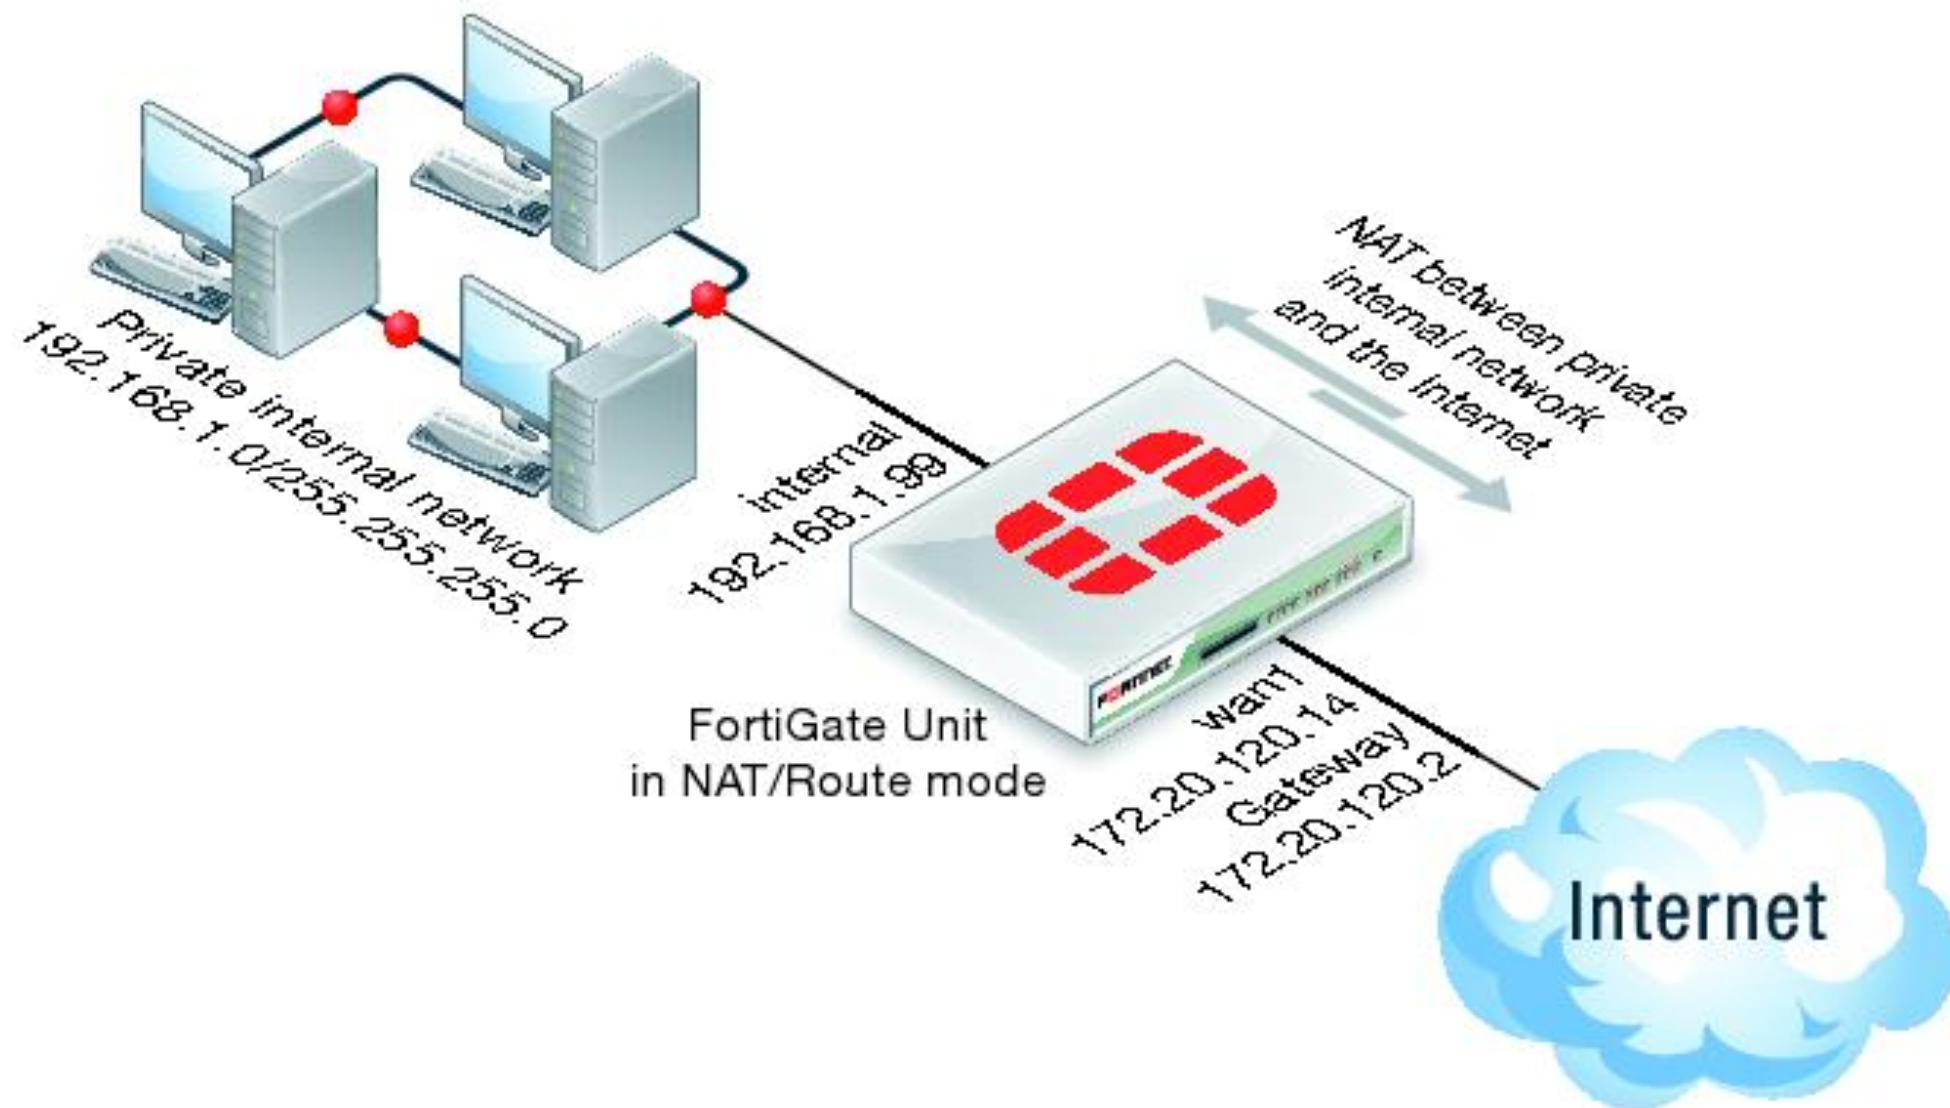 Private internal network
192.168.1.0/255.255.255.0
internal
192.168.1.99
NAT between private
internal network
and the Internet
FORTINET
FortiGate Unit
in NAT/Route mode
wan1
172.20.120.14
Gateway
172.20.120.2
Internet